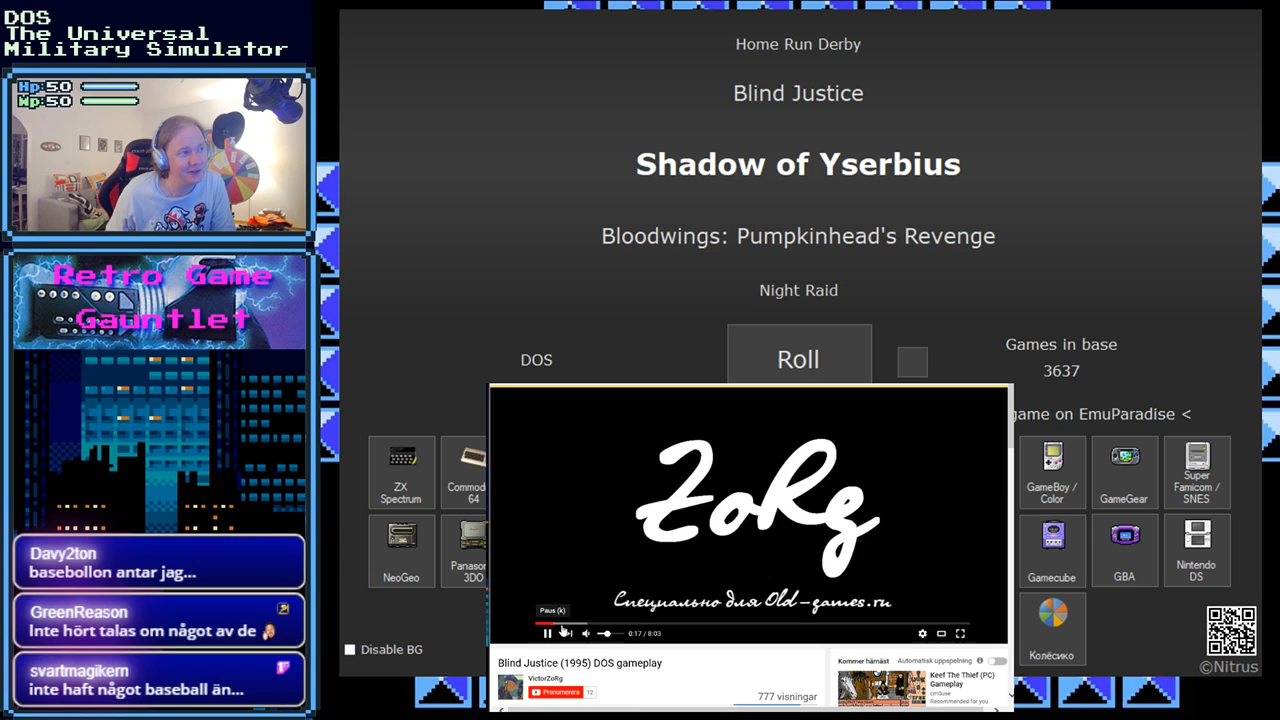 DOS
The Universal
Military Simulator
Hp:50
Mp:50
Retro Game
Gauntlet
Davy2ton
basebollon antar jag...
GreenReason
Inte hört talas om något av de
svartmagikern
inte haft något baseball än...
Home Run Derby
Blind Justice
Shadow of Yserbius
Bloodwings: Pumpkinhead's Revenge
Night Raid
DOS
Roll
Games in base
3637
game on EmuParadise <
ZX
Spectrum
Commod
64
NeoGeo
Panaso
3DO
GameBoy /
Color
GameGear
Super
Famicom /
SNES
Gamecube
GBA
Nintendo
DS
Колёсико
Disable BG
©Nitrus
ZoRg
Специально для Old-games.ru
Paus (k)
0:17 / 8:03
Blind Justice (1995) DOS gameplay
VictorZoRg
Prenumerera
12
777 visningar
Kommer härnäst
Automatisk uppspelning
Keef The Thief (PC)
Gameplay
Recommended for you